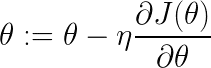 θ := θ − η ∂J(θ)/∂θ